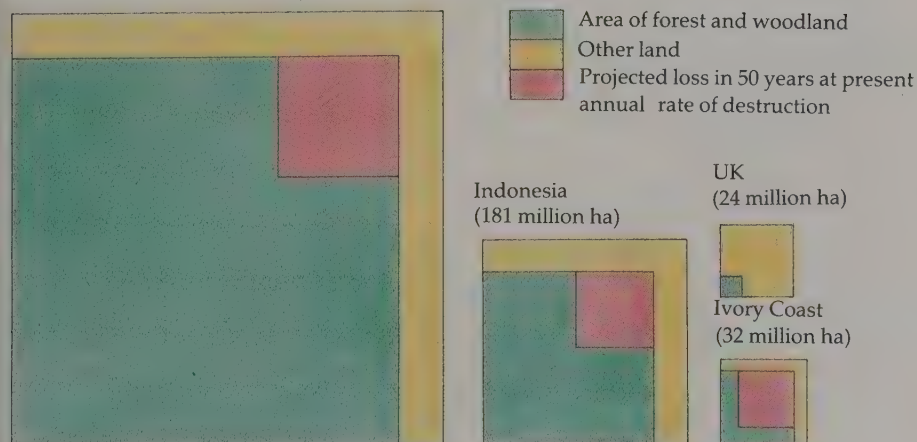 Area of forest and woodland
Other land
Projected loss in 50 years at present
annual rate of destruction
Indonesia
(181 million ha)
UK
(24 million ha)
Ivory Coast
(32 million ha)